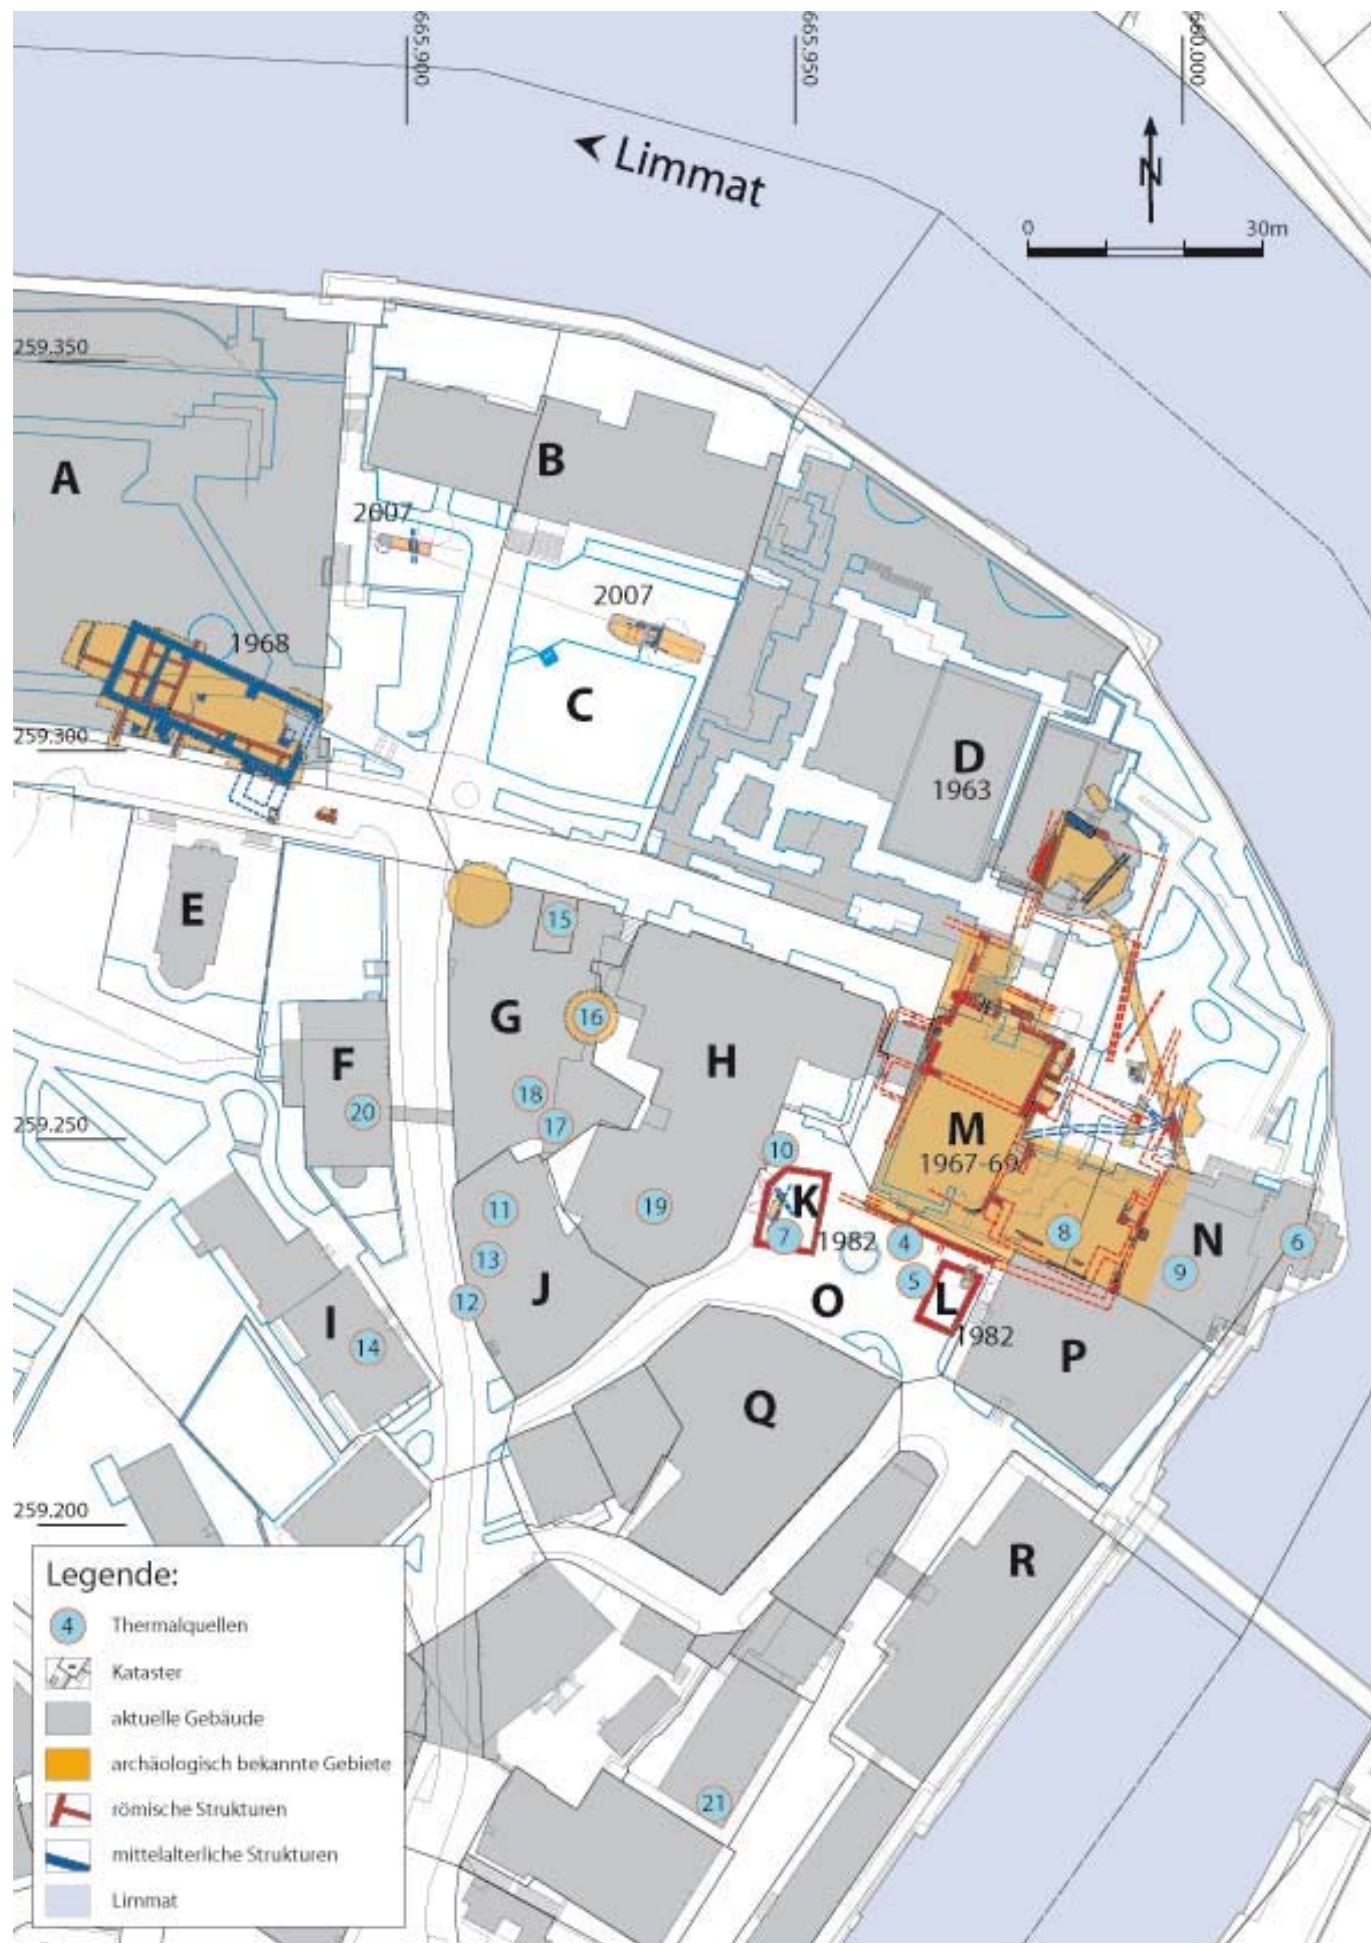 665.900
665.950
660.000
Limmat
N
0
30m
259.350
A
B
2007
2007
1968
C
259.300
D
1963
E
15
G
16
H
F
18
20
17
M
259.250
1967-69
10
11
19
K
7
1982
4
8
N
6
13
5
9
12
J
O
L
I
14
1982
P
Q
259.200
R
21
Legende:
4 Thermalquellen
Kataster
aktuelle Gebäude
archäologisch bekannte Gebiete
römische Strukturen
mittelalterliche Strukturen
Limmat